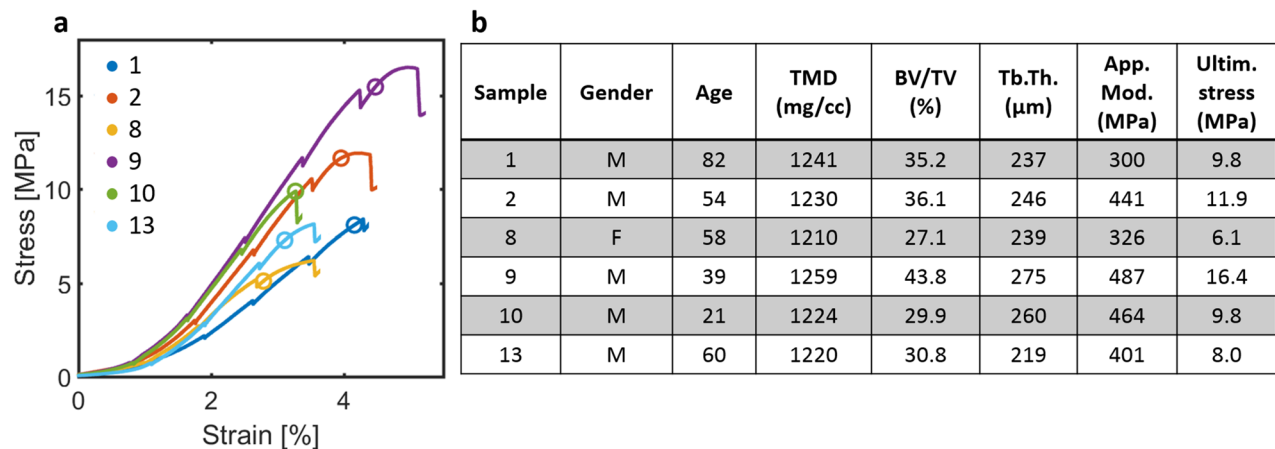 a
15
10
5
0
0
2
4
Stress [MPa]
Strain [%]
1
2
8
9
10
13
b
Sample Gender Age TMD (mg/cc) BV/TV (%) Tb.Th. (μm) App. Mod. (MPa) Ultim. stress (MPa)
1 M 82 1241 35.2 237 300 9.8
2 M 54 1230 36.1 246 441 11.9
8 F 58 1210 27.1 239 326 6.1
9 M 39 1259 43.8 275 487 16.4
10 M 21 1224 29.9 260 464 9.8
13 M 60 1220 30.8 219 401 8.0